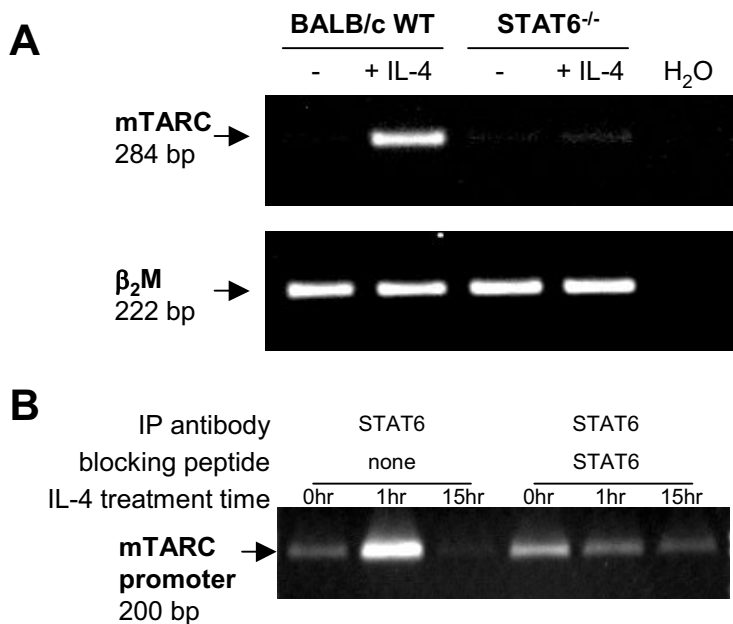 A
BALB/c WT STAT6-/-
- + IL-4 - + IL-4 H2O
mTARC
284 bp
β2M
222 bp
B
IP antibody STAT6 STAT6
blocking peptide none STAT6
IL-4 treatment time 0hr 1hr 15hr 0hr 1hr 15hr
mTARC
promoter
200 bp